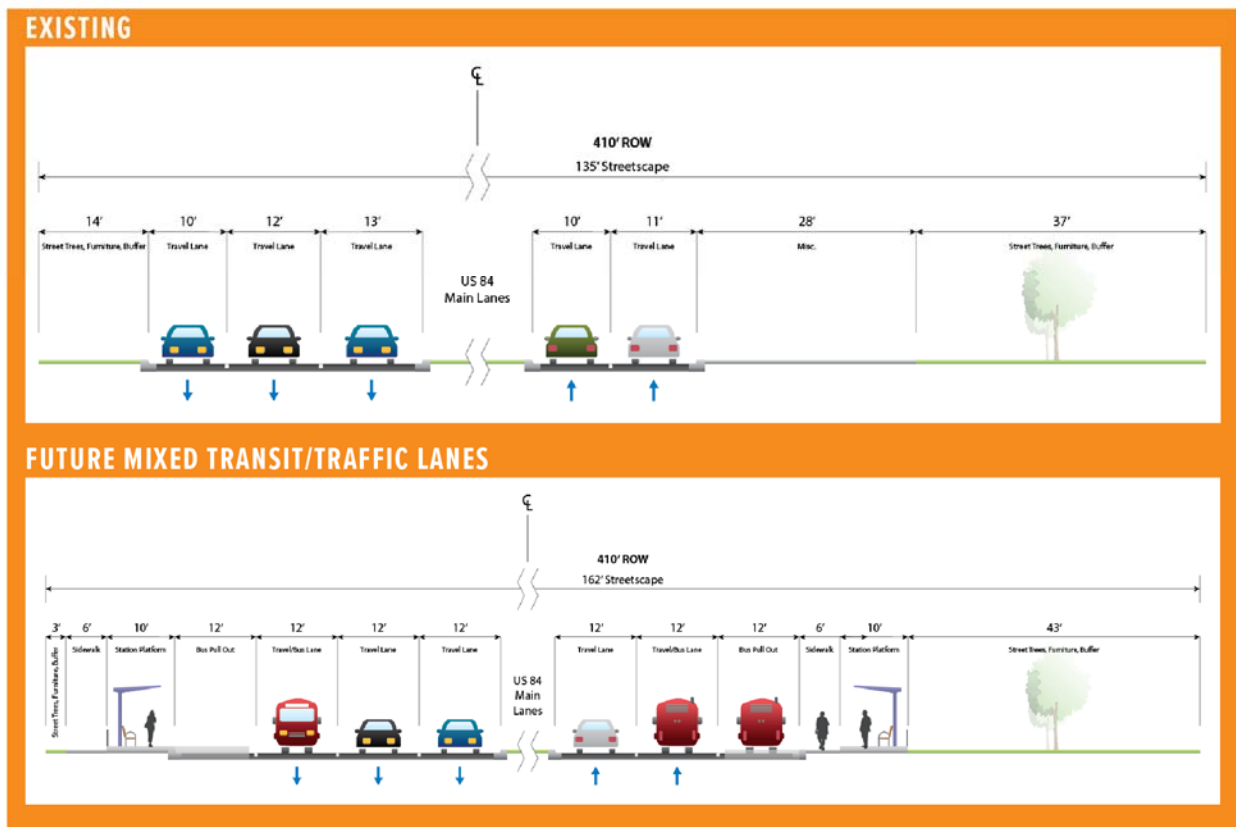 EXISTING
℄
410' ROW
135' Streetscape
14' 10' 12' 13' 10' 11' 28' 37'
Street Trees, Furniture, Buffer Travel Lane Travel Lane Travel Lane Travel Lane Travel Lane Misc. Street Trees, Furniture, Buffer
US 84
Main Lanes
FUTURE MIXED TRANSIT/TRAFFIC LANES
℄
410' ROW
162' Streetscape
3' 6' 10' 12' 12' 12' 12' 12' 12' 12' 6' 10' 43'
Street Trees, Furniture, Buffer Sidewalk Station Platform Bus Pull Out Travel/Bus Lane Travel Lane Travel Lane Travel Lane Travel/Bus Lane Bus Pull Out Sidewalk Station Platform Street Trees, Furniture, Buffer
US 84
Main
Lanes